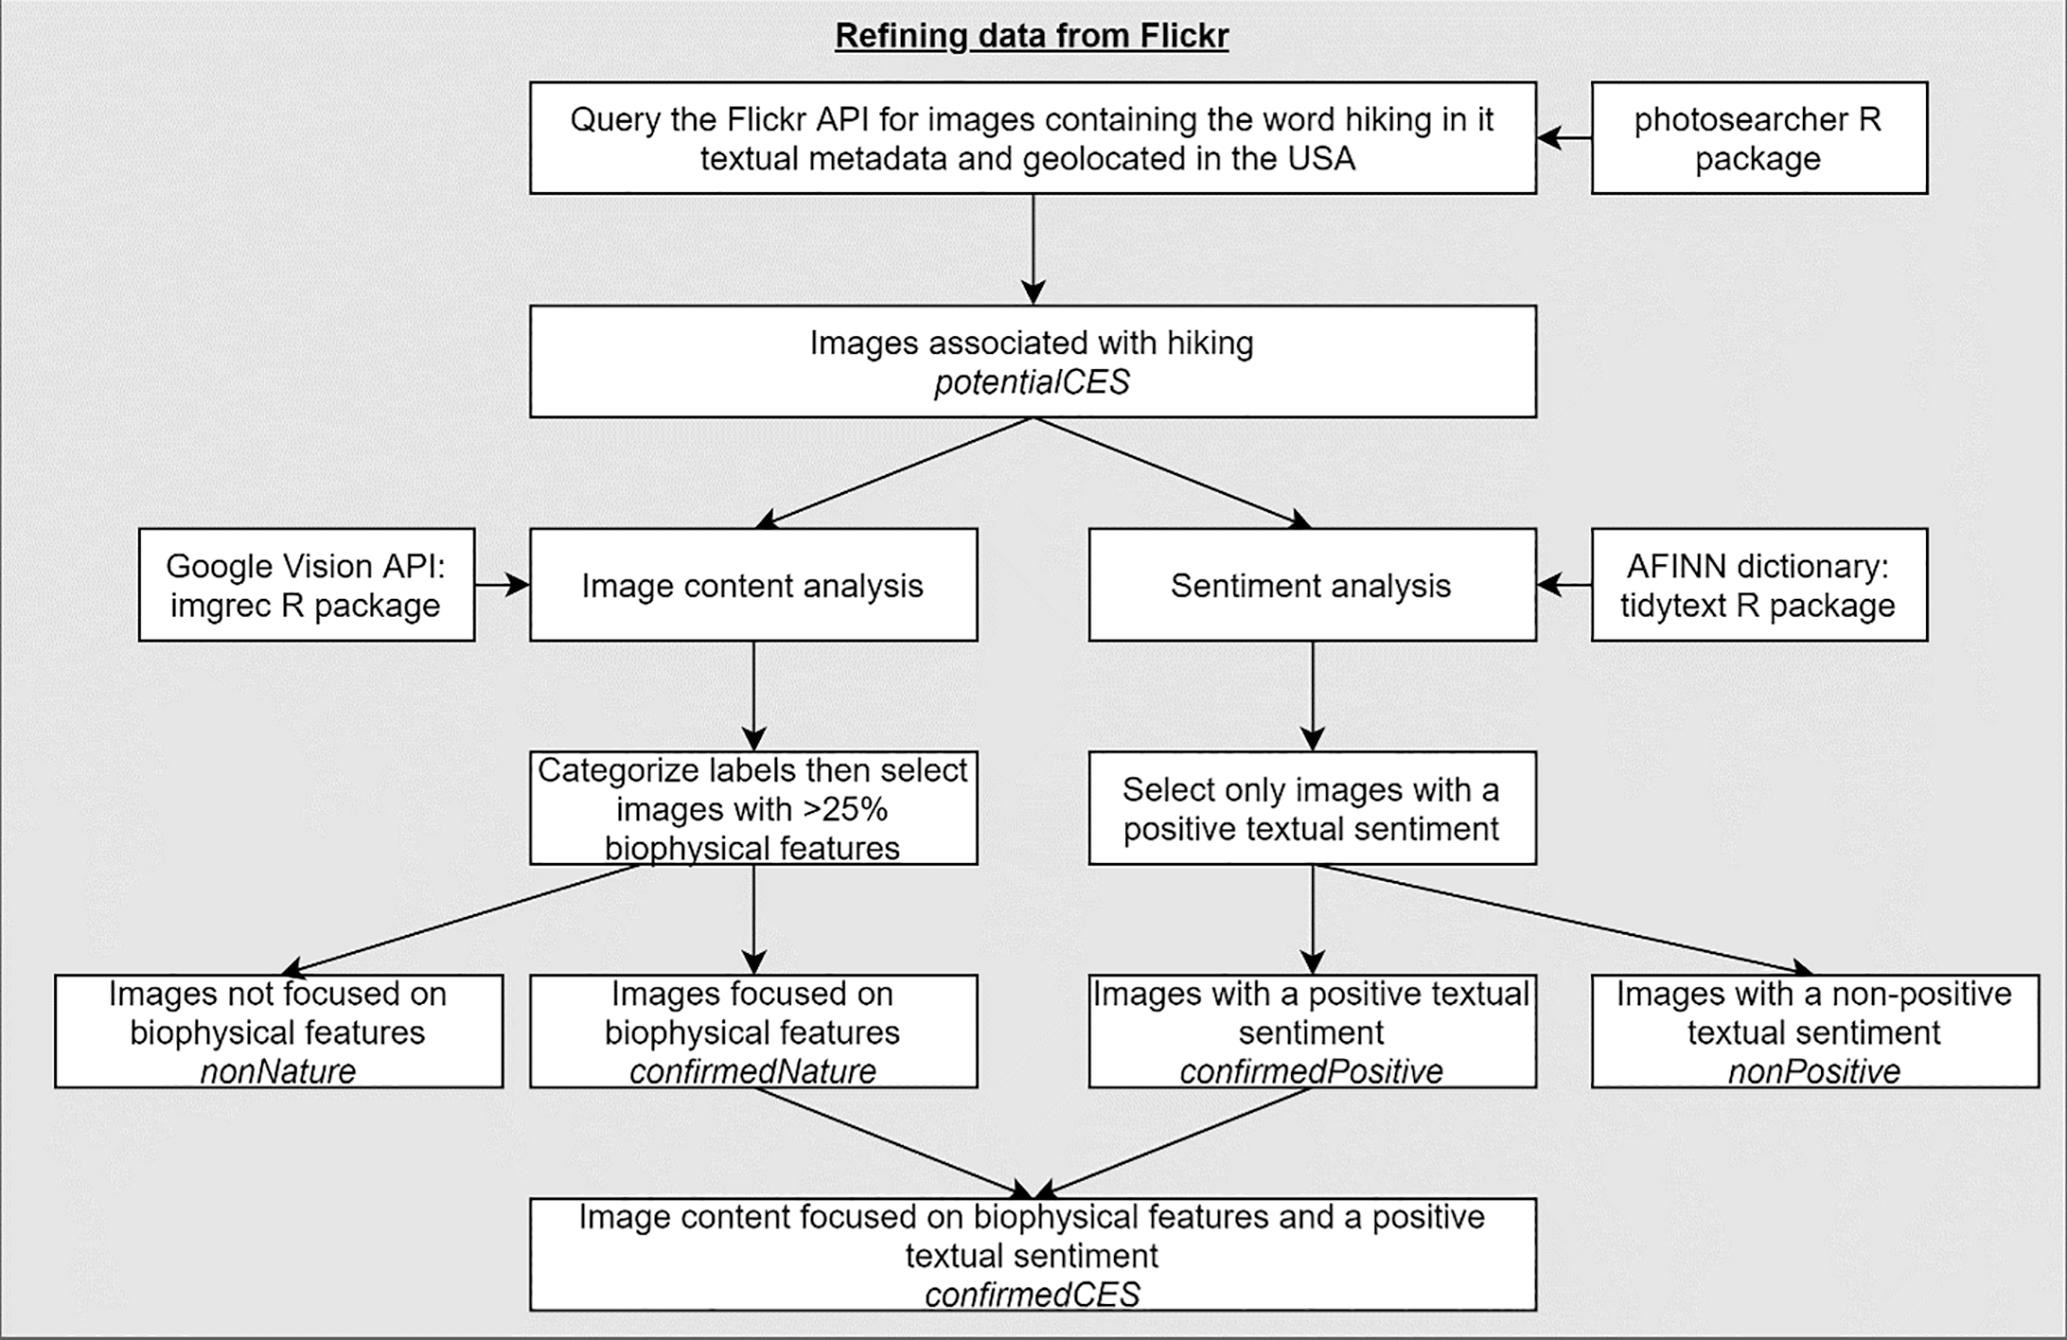 Refining data from Flickr
Query the Flickr API for images containing the word hiking in it
textual metadata and geolocated in the USA
photosearcher R
package
Images associated with hiking
potentialCES
Google Vision API:
imgrec R package
Image content analysis
Sentiment analysis
AFINN dictionary:
tidytext R package
Categorize labels then select
images with >25%
biophysical features
Select only images with a
positive textual sentiment
Images not focused on
biophysical features
nonNature
Images focused on
biophysical features
confirmedNature
Images with a positive textual
sentiment
confirmedPositive
Images with a non-positive
textual sentiment
nonPositive
Image content focused on biophysical features and a positive
textual sentiment
confirmedCES